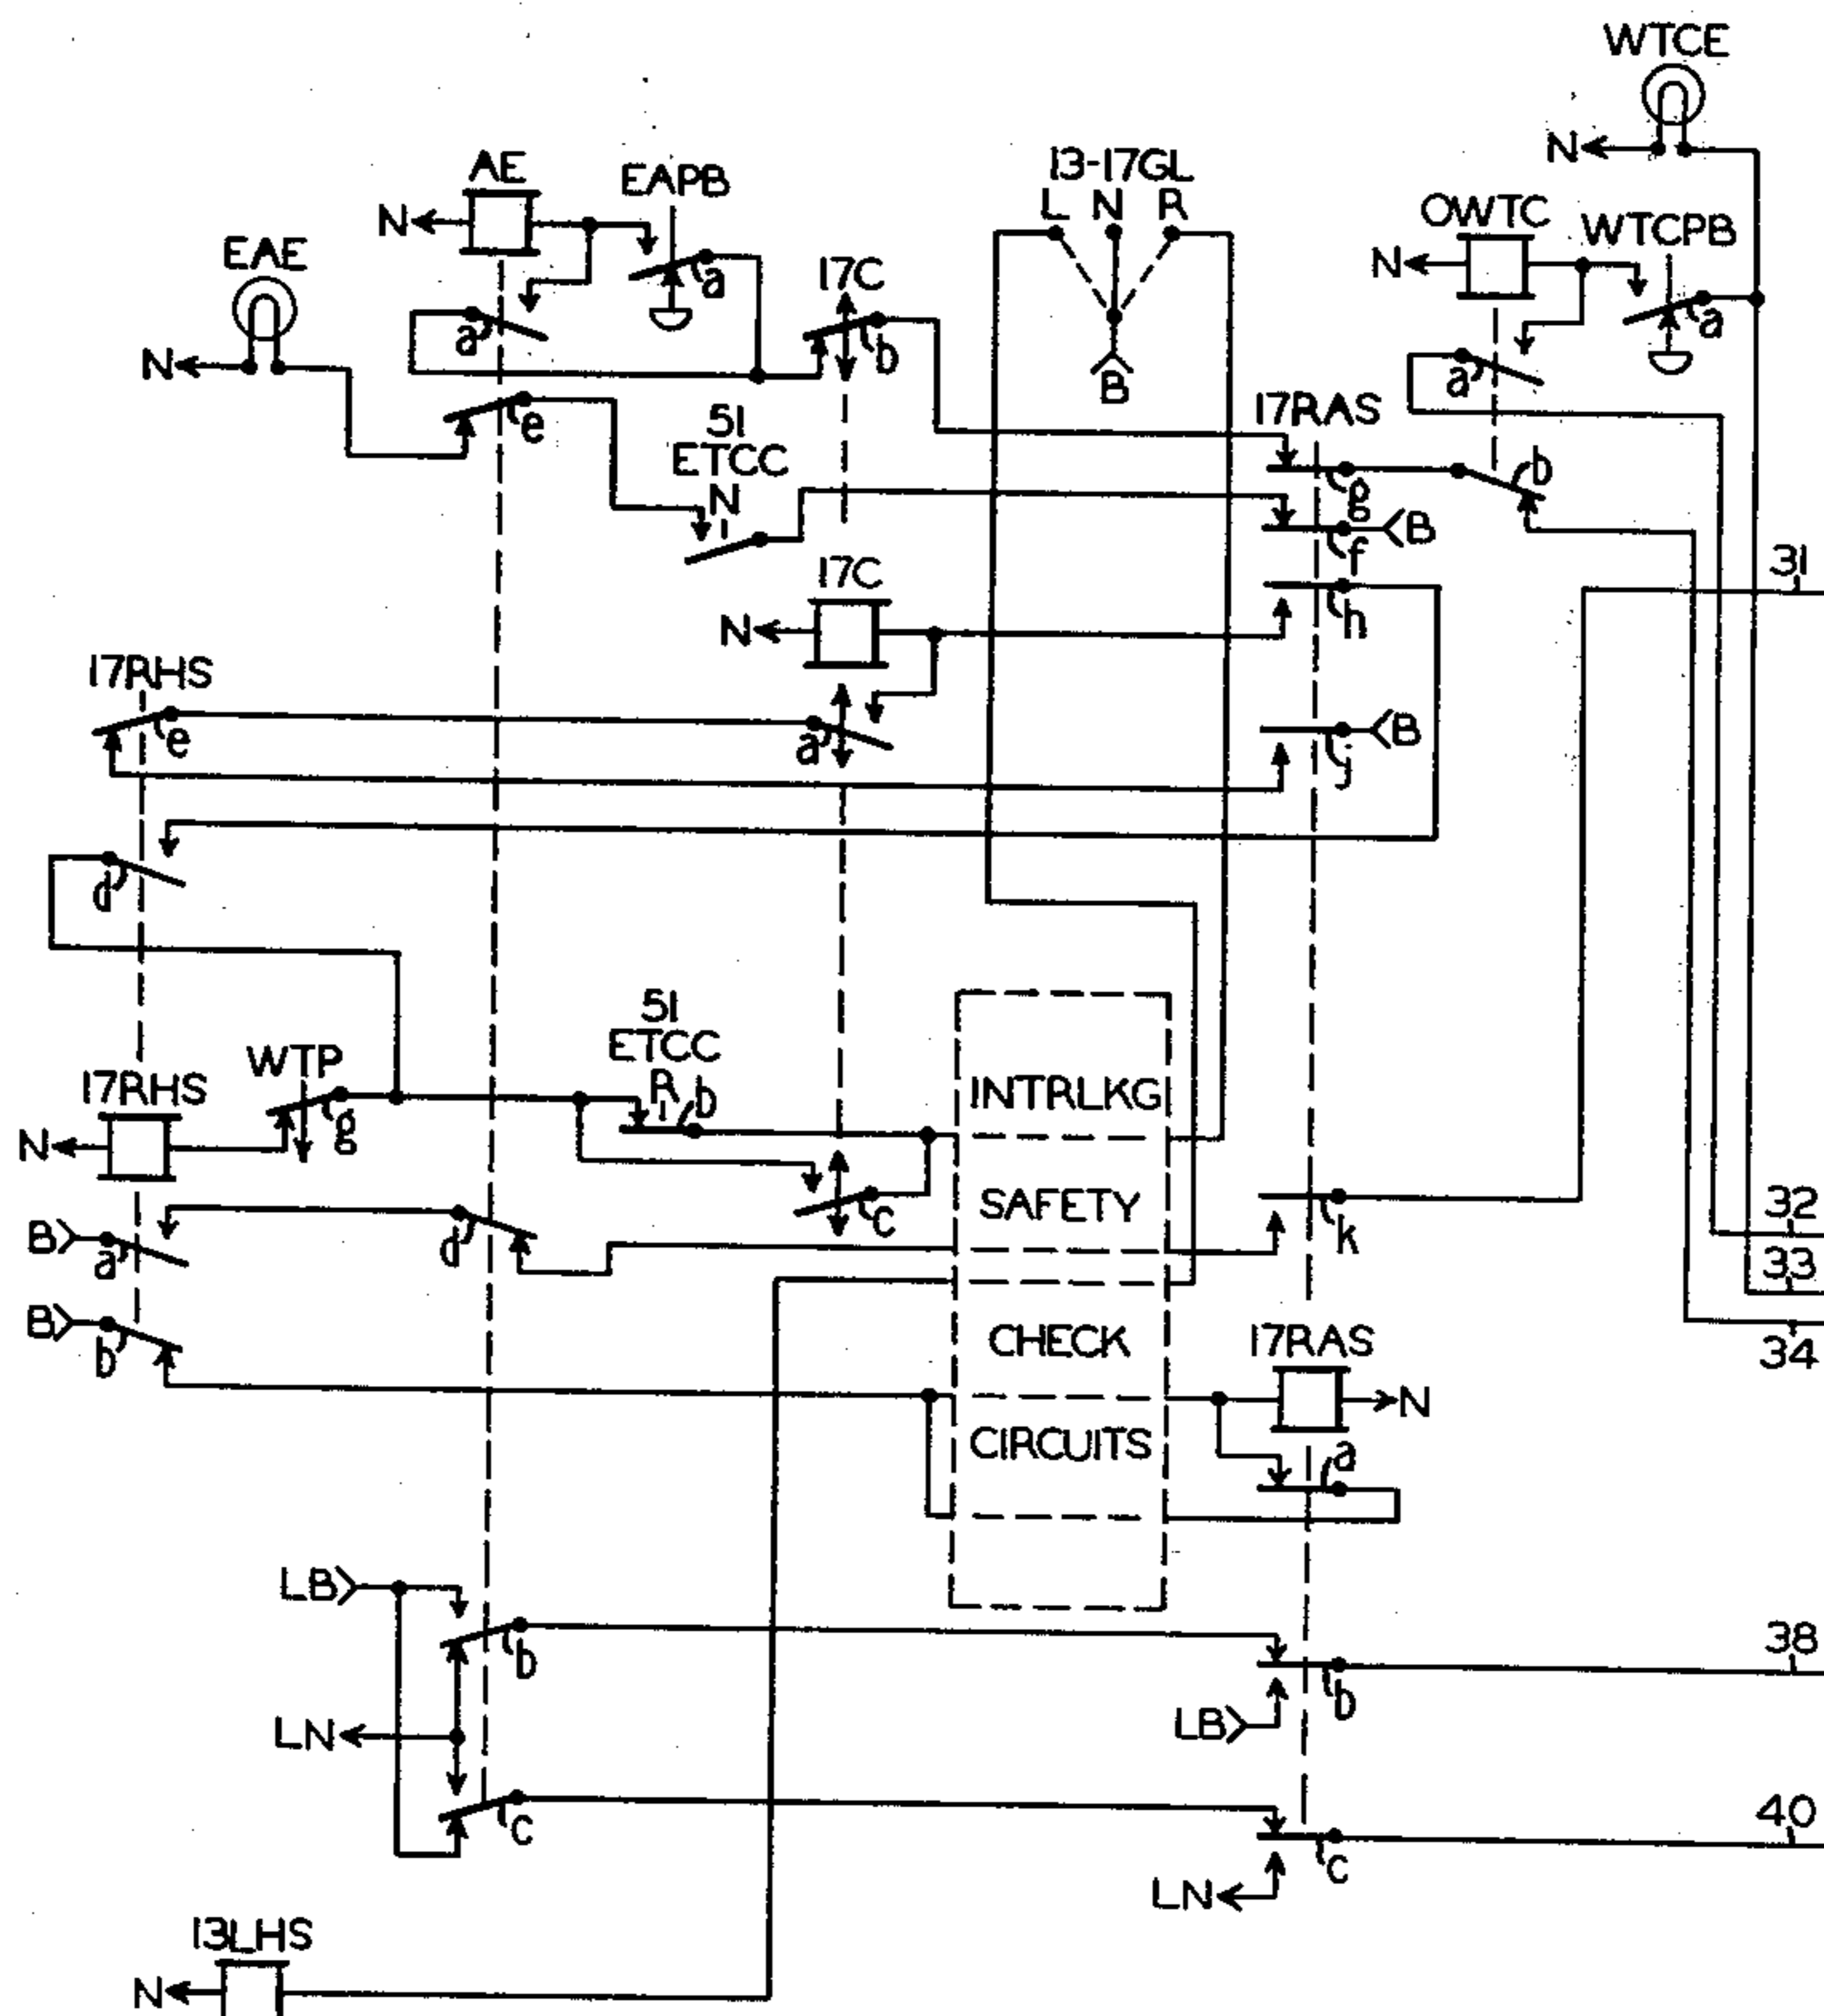 WTCE
N
AE
EAPB
13-17GL
L N R
N
a
OWTC
WTCPB
EAE
17C
N
a
a
b
B
a
N
e
51
ETCC
N
17RAS
g
b
f
B
31
17C
h
N
17RHS
e
a
j
B
d
51
ETCC
R b
INTRLKG
WTP
17RHS
g
N
SAFETY
c
k
32
B
a
d
33
B
b
CHECK
17RAS
34
N
CIRCUITS
a
LB
b
38
b
LN
LB
c
40
c
LN
13LHS
N